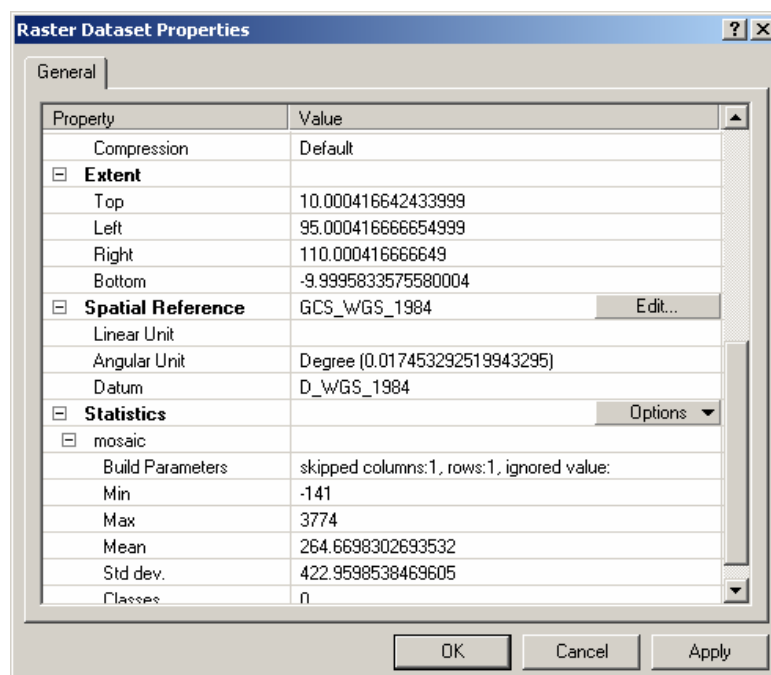 Raster Dataset Properties
General
Property Value
Compression Default
Extent
Top 10.000416642433999
Left 95.000416666654999
Right 110.000416666649
Bottom -9.9995833575580004
Spatial Reference GCS_WGS_1984 Edit...
Linear Unit
Angular Unit Degree (0.017453292519943295)
Datum D_WGS_1984
Statistics Options
mosaic
Build Parameters skipped columns:1, rows:1, ignored value:
Min -141
Max 3774
Mean 264.6698302693532
Std dev. 422.9598538469605
Classes 0
OK Cancel Apply